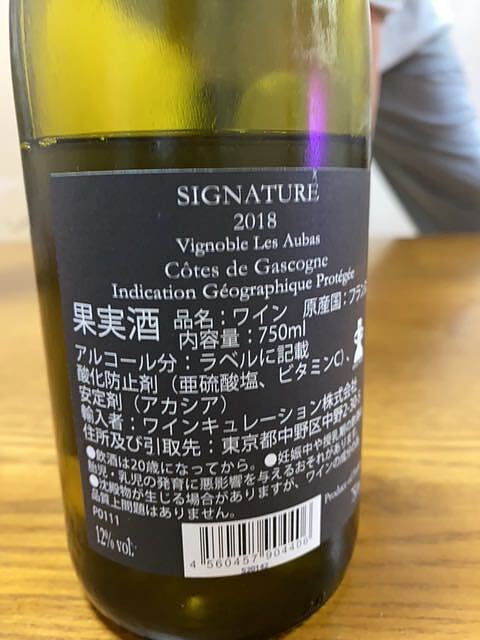 SIGNATURE
2018
Vignoble Les Aubas
Côtes de Gascogne
Indication Géographique Protégée
果実酒 品名：ワイン 原産国：フラン
内容量：750ml
アルコール分：ラベルに記載
酸化防止剤（亜硫酸塩、ビタミンC）、
安定剤（アカシア）
輸入者：ワインキュレーション株式会社
住所及び引取先：東京都中野区中野2-30
●飲酒は20歳になってから。●妊娠中や授乳期の
胎児・乳児の発育に悪影響を与えるおそれがあります
●沈殿物が生じる場合がありますが、ワインの
品質上問題はありません。
P0111
Produce of
12% vol.
4 560457 904406
S20142